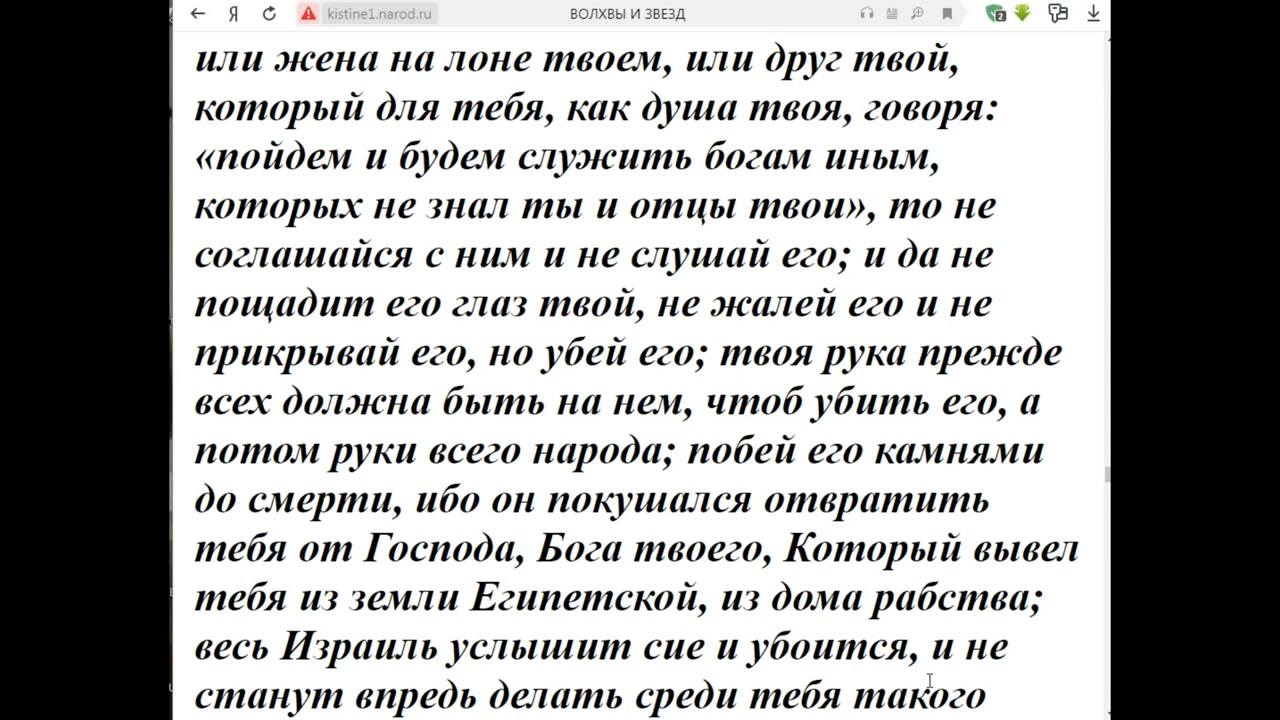 Я kistine1.narod.ru ВОЛХВЫ И ЗВЕЗД 2
или жена на лоне твоем, или друг твой,
который для тебя, как душа твоя, говоря:
«пойдем и будем служить богам иным,
которых не знал ты и отцы твои», то не
соглашайся с ним и не слушай его; и да не
пощадит его глаз твой, не жалей его и не
прикрывай его, но убей его; твоя рука прежде
всех должна быть на нем, чтоб убить его, а
потом руки всего народа; побей его камнями
до смерти, ибо он покушался отвратить
тебя от Господа, Бога твоего, Который вывел
тебя из земли Египетской, из дома рабства;
весь Израиль услышит сие и убоится, и не
станут впредь делать среди тебя такого